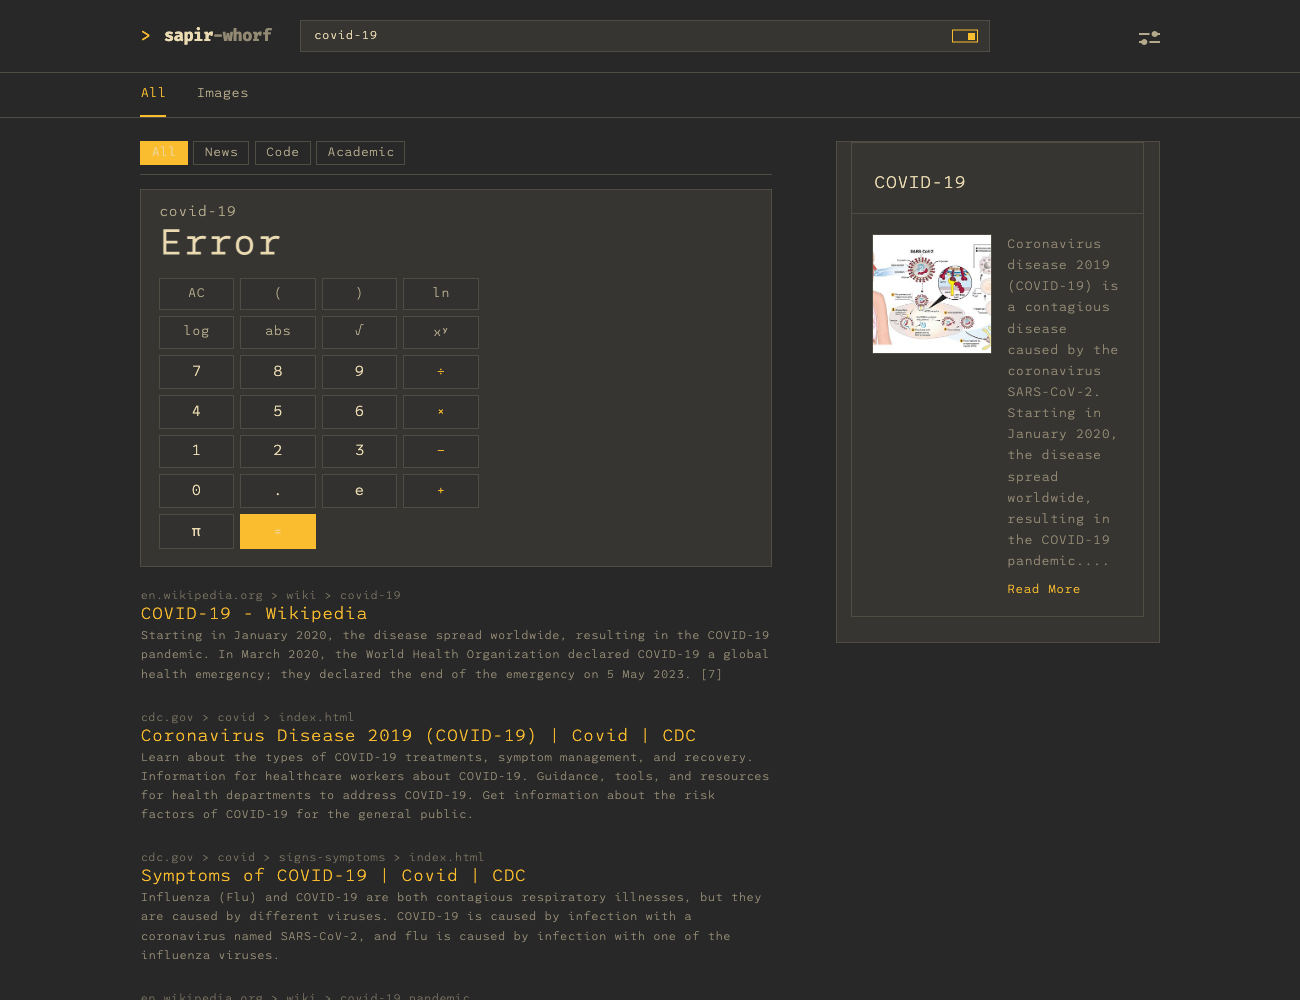 > sapir-whorf
covid-19
All Images
All News Code Academic
covid-19
Error
AC ( ) ln
log abs √ xʸ
7 8 9 ÷
4 5 6 ×
1 2 3 −
0 . e +
π =
en.wikipedia.org > wiki > covid-19
COVID-19 - Wikipedia
Starting in January 2020, the disease spread worldwide, resulting in the COVID-19
pandemic. In March 2020, the World Health Organization declared COVID-19 a global
health emergency; they declared the end of the emergency on 5 May 2023. [7]
cdc.gov > covid > index.html
Coronavirus Disease 2019 (COVID-19) | Covid | CDC
Learn about the types of COVID-19 treatments, symptom management, and recovery.
Information for healthcare workers about COVID-19. Guidance, tools, and resources
for health departments to address COVID-19. Get information about the risk
factors of COVID-19 for the general public.
cdc.gov > covid > signs-symptoms > index.html
Symptoms of COVID-19 | Covid | CDC
Influenza (Flu) and COVID-19 are both contagious respiratory illnesses, but they
are caused by different viruses. COVID-19 is caused by infection with a
coronavirus named SARS-CoV-2, and flu is caused by infection with one of the
influenza viruses.
en.wikipedia.org > wiki > covid-19 pandemic
COVID-19
SARS-CoV-2
Coronavirus
disease 2019
(COVID-19) is
a contagious
disease
caused by the
coronavirus
SARS-CoV-2.
Starting in
January 2020,
the disease
spread
worldwide,
resulting in
the COVID-19
pandemic....
Read More